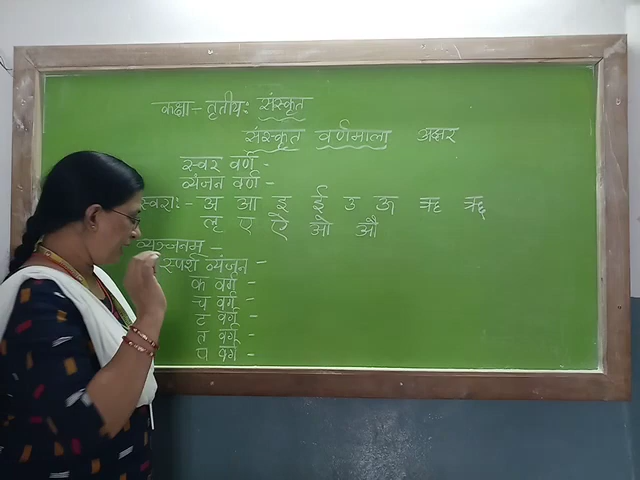 कक्षा - तृतीयः संस्कृत
संस्कृत वर्णमाला अक्षर
स्वर वर्ण -
व्यंजन वर्ण -
स्वराः - अ आ इ ई उ ऊ ऋ ॠ
लृ ए ऐ ओ औ
व्यञ्जनम् -
स्पर्श व्यंजन -
क वर्ग -
च वर्ग -
ट वर्ग -
त वर्ग -
प वर्ग -